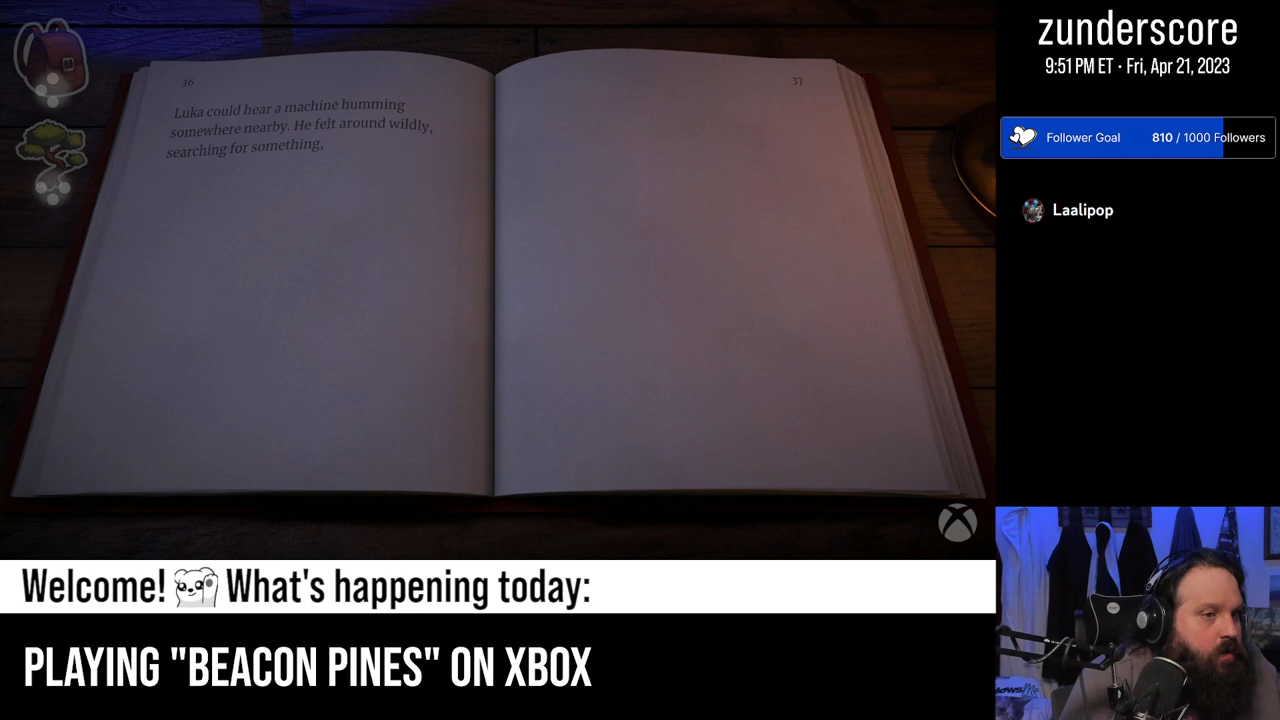 zunderscore
9:51 PM ET · Fri, Apr 21, 2023
Follower Goal 810 / 1000 Followers
Laalipop
36
37
Luka could hear a machine humming
somewhere nearby. He felt around wildly,
searching for something,
Welcome! What's happening today:
PLAYING "BEACON PINES" ON XBOX